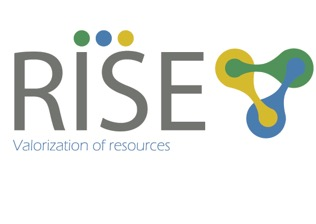 RISE
Valorization of resources